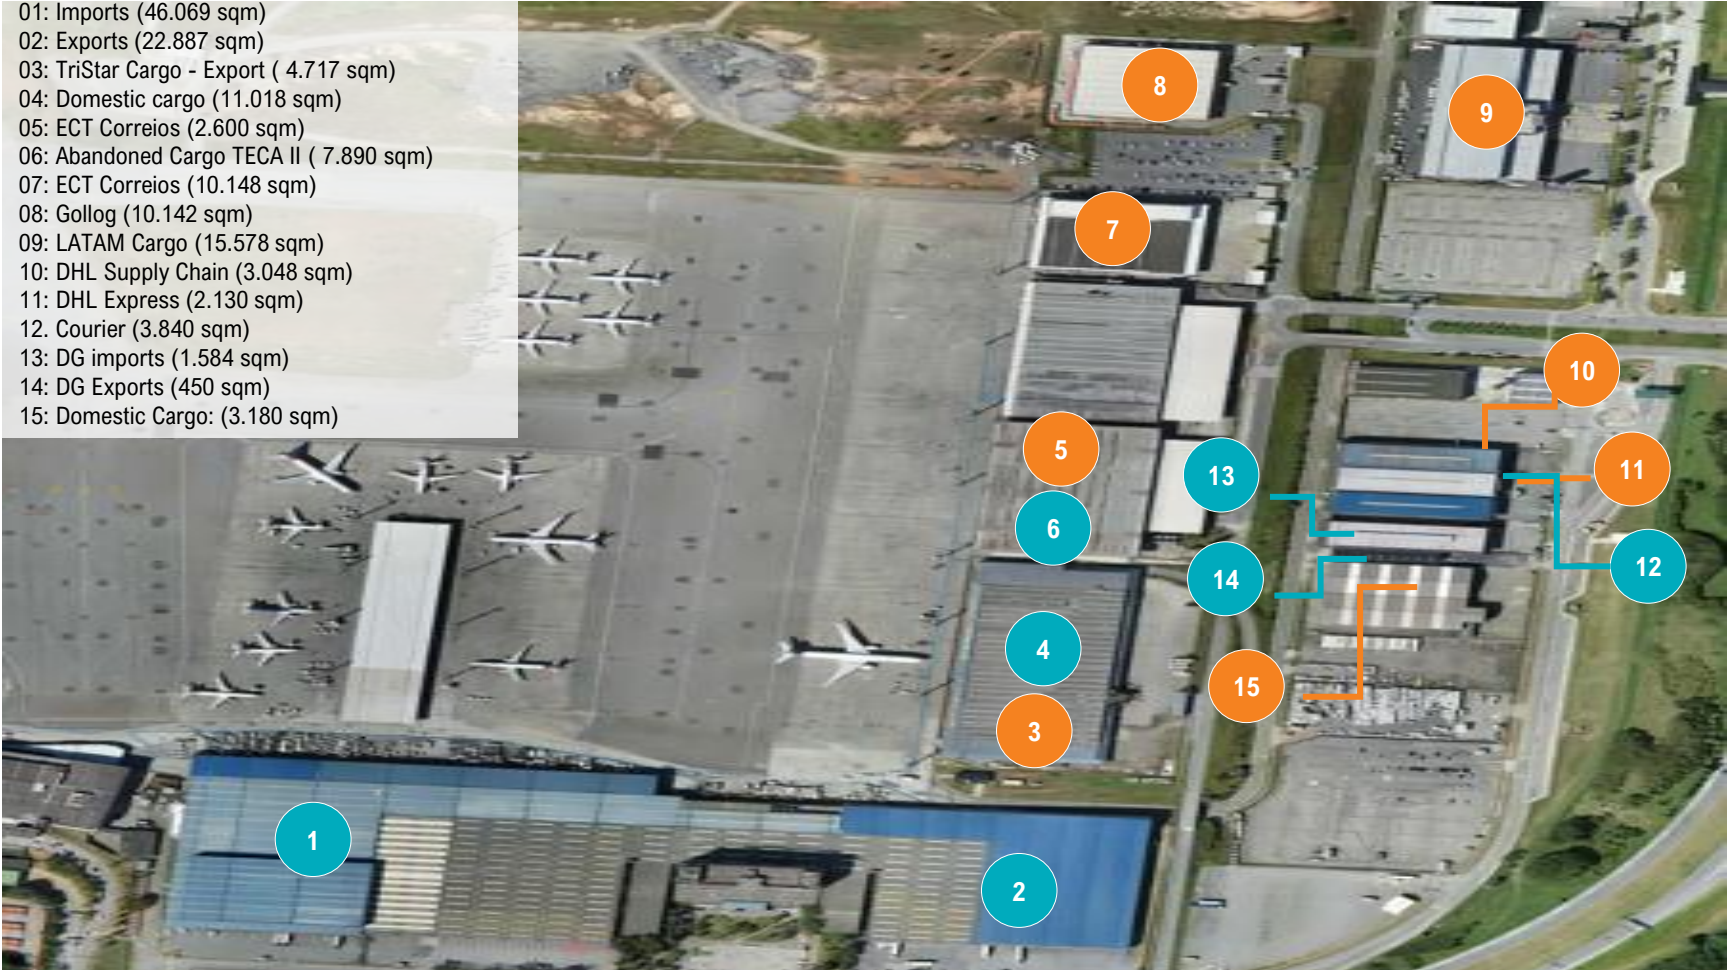 01: Imports (46.069 sqm)
02: Exports (22.887 sqm)
03: TriStar Cargo - Export ( 4.717 sqm)
04: Domestic cargo (11.018 sqm)
05: ECT Correios (2.600 sqm)
06: Abandoned Cargo TECA II ( 7.890 sqm)
07: ECT Correios (10.148 sqm)
08: Gollog (10.142 sqm)
09: LATAM Cargo (15.578 sqm)
10: DHL Supply Chain (3.048 sqm)
11: DHL Express (2.130 sqm)
12. Courier (3.840 sqm)
13: DG imports (1.584 sqm)
14: DG Exports (450 sqm)
15: Domestic Cargo: (3.180 sqm)
8
9
7
10
5
13
11
6
14
12
4
15
3
1
2